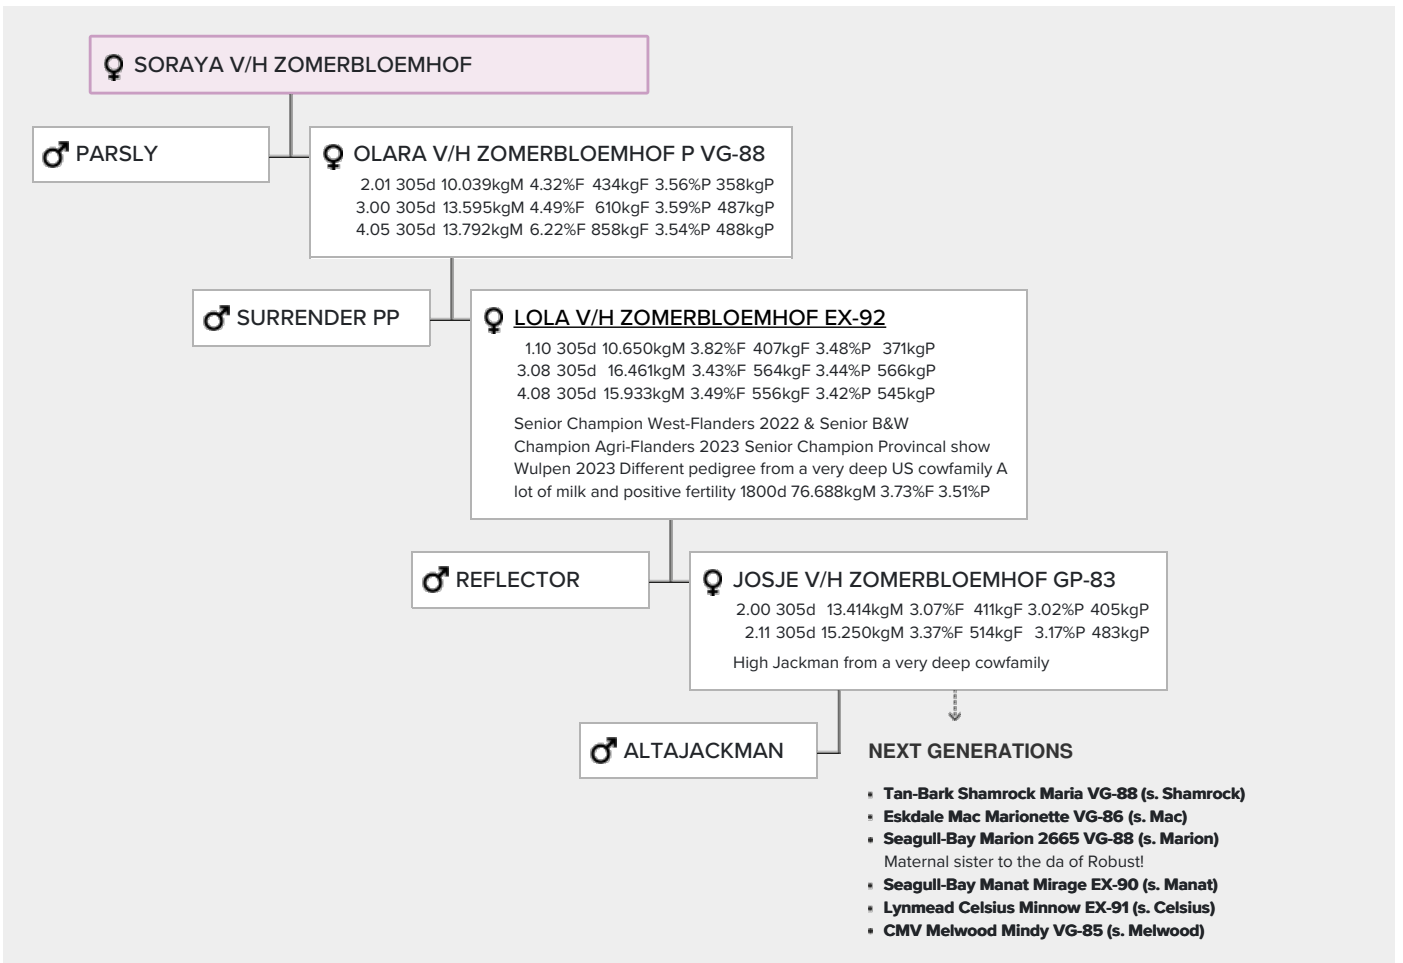 SORAYA V/H ZOMERBLOEMHOF
PARSLY
OLARA V/H ZOMERBLOEMHOF P VG-88
2.01 305d 10.039kgM 4.32%F 434kgF 3.56%P 358kgP
3.00 305d 13.595kgM 4.49%F 610kgF 3.59%P 487kgP
4.05 305d 13.792kgM 6.22%F 858kgF 3.54%P 488kgP
SURRENDER PP
LOLA V/H ZOMERBLOEMHOF EX-92
1.10 305d 10.650kgM 3.82%F 407kgF 3.48%P 371kgP
3.08 305d 16.461kgM 3.43%F 564kgF 3.44%P 566kgP
4.08 305d 15.933kgM 3.49%F 556kgF 3.42%P 545kgP
Senior Champion West-Flanders 2022 & Senior B&W
Champion Agri-Flanders 2023 Senior Champion Provincal show
Wulpen 2023 Different pedigree from a very deep US cowfamily A
lot of milk and positive fertility 1800d 76.688kgM 3.73%F 3.51%P
REFLECTOR
JOSJE V/H ZOMERBLOEMHOF GP-83
2.00 305d 13.414kgM 3.07%F 411kgF 3.02%P 405kgP
2.11 305d 15.250kgM 3.37%F 514kgF 3.17%P 483kgP
High Jackman from a very deep cowfamily
ALTAJACKMAN
NEXT GENERATIONS
▪ Tan-Bark Shamrock Maria VG-88 (s. Shamrock)
▪ Eskdale Mac Marionette VG-86 (s. Mac)
▪ Seagull-Bay Marion 2665 VG-88 (s. Marion)
Maternal sister to the da of Robust!
▪ Seagull-Bay Manat Mirage EX-90 (s. Manat)
▪ Lynmead Celsius Minnow EX-91 (s. Celsius)
▪ CMV Melwood Mindy VG-85 (s. Melwood)